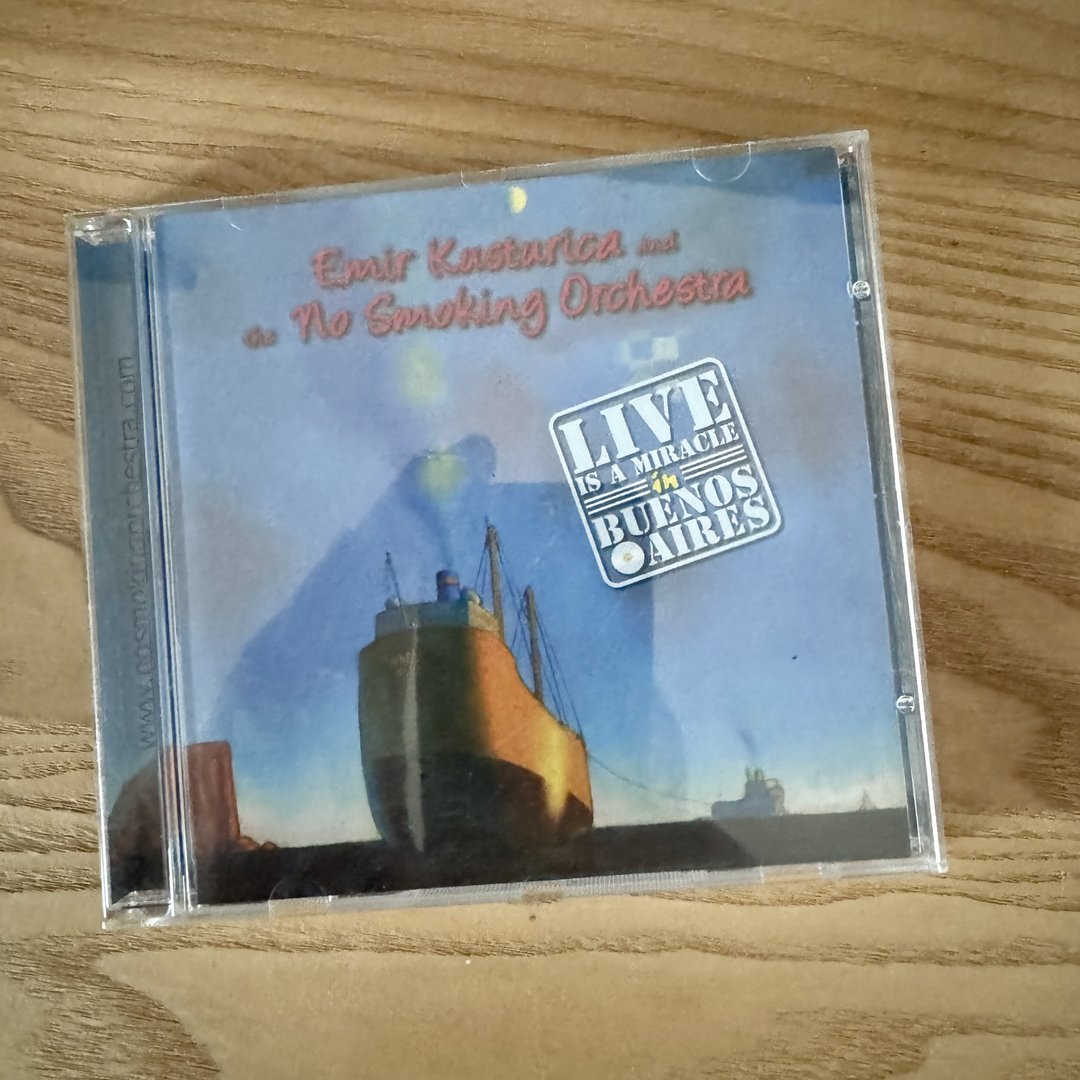 Emir Kusturica and
the No Smoking Orchestra
LIVE
IS A MIRACLE
in
BUENOS
AIRES
www.nosmokingorchestra.com